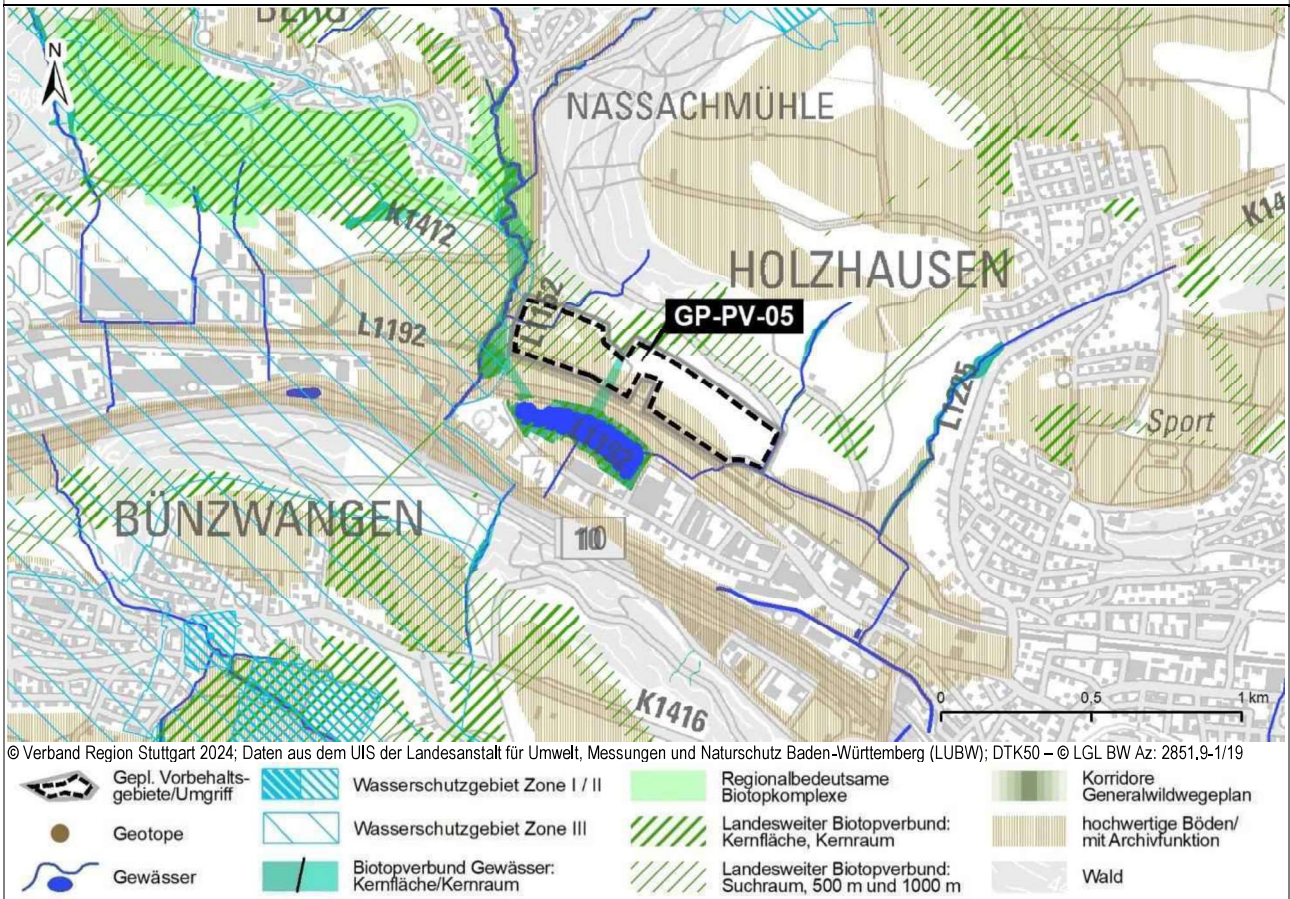 BERG
N
NASSACHMÜHLE
K1412
K14
HOLZHAUSEN
L1192
GP-PV-05
L1192
L1225
Sport
L1192
BÜNZWANGEN
10
K1416
0 0,5 1 km
© Verband Region Stuttgart 2024; Daten aus dem UIS der Landesanstalt für Umwelt, Messungen und Naturschutz Baden-Württemberg (LUBW); DTK50 – © LGL BW Az: 2851.9-1/19
Gepl. Vorbehalts-
gebiete/Umgriff
Geotope
Gewässer
Wasserschutzgebiet Zone I / II
Wasserschutzgebiet Zone III
Biotopverbund Gewässer:
Kernfläche/Kernraum
Regionalbedeutsame
Biotopkomplexe
Landesweiter Biotopverbund:
Kernfläche, Kernraum
Landesweiter Biotopverbund:
Suchraum, 500 m und 1000 m
Korridore
Generalwildwegeplan
hochwertige Böden/
mit Archivfunktion
Wald